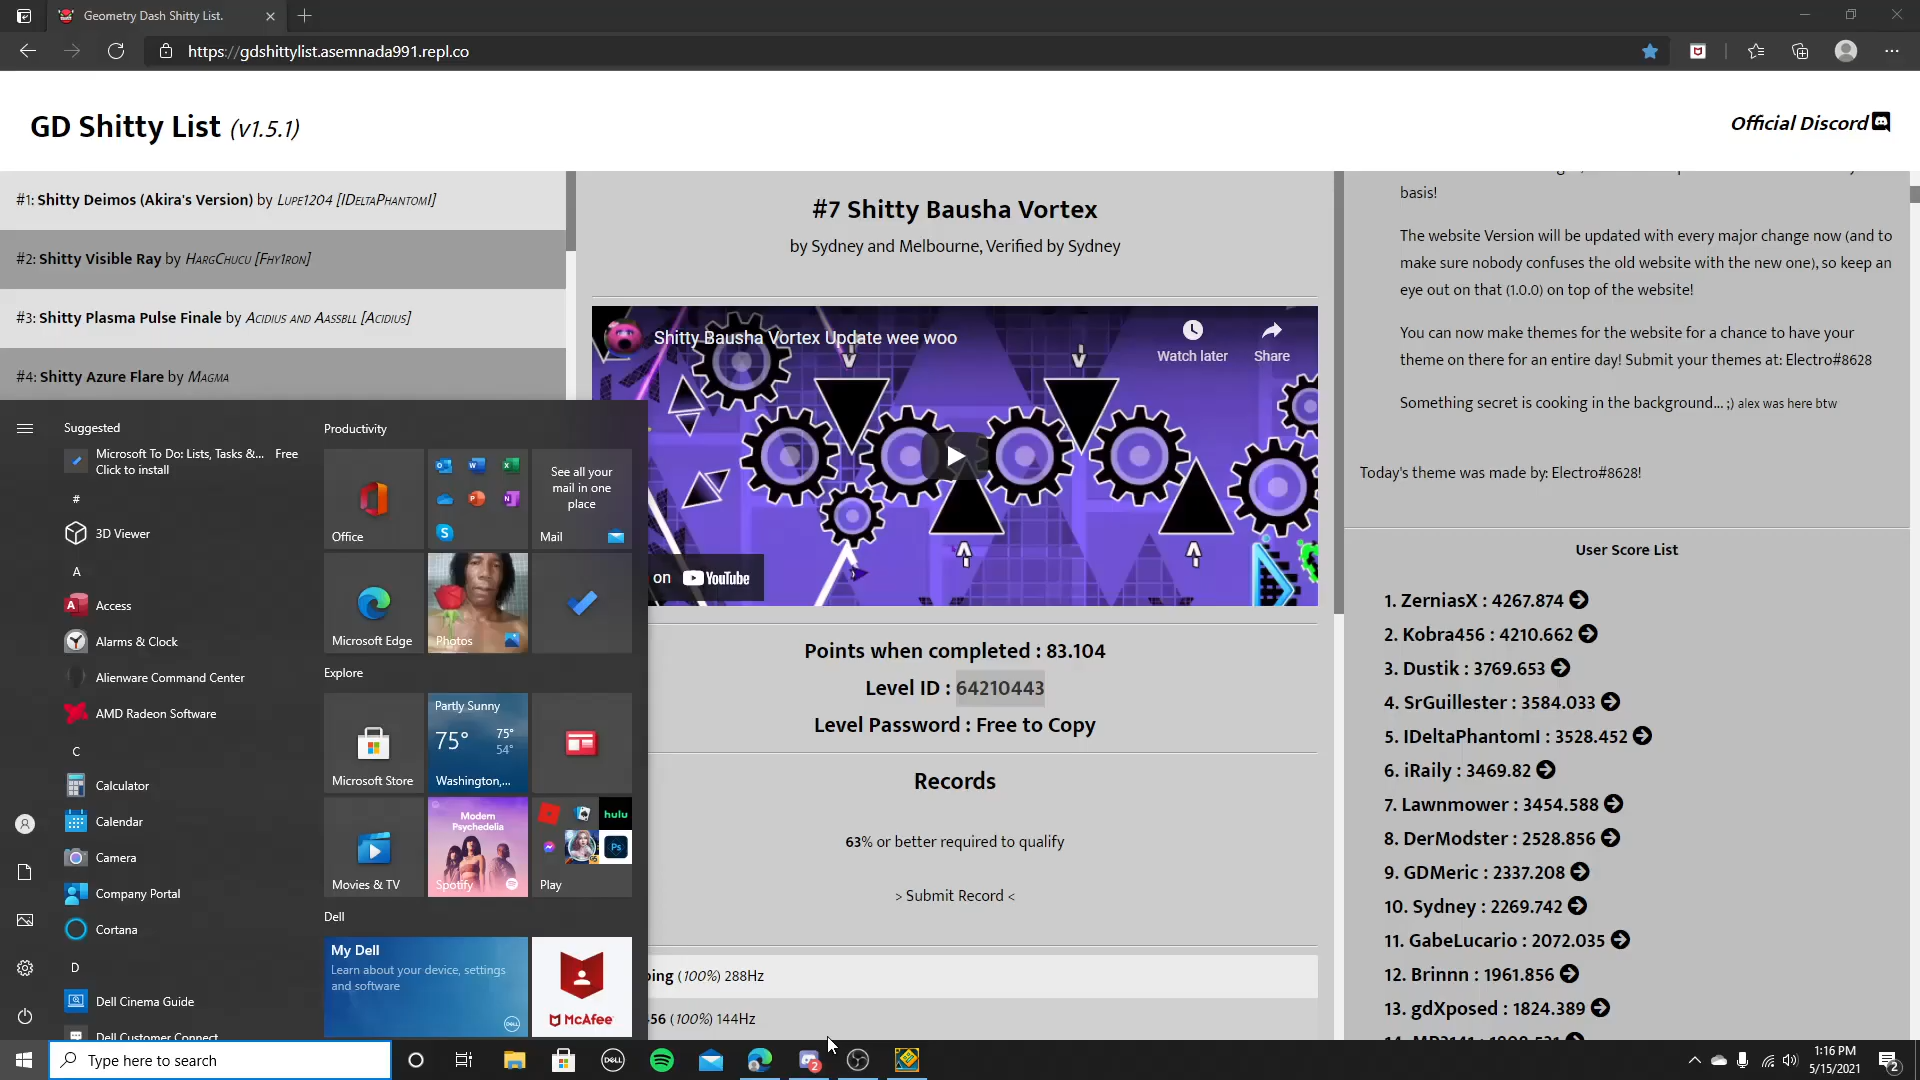 Geometry Dash Shitty List.
https://gdshittylist.asemnada991.repl.co
GD Shitty List (v1.5.1)
Official Discord
#1: Shitty Deimos (Akira's Version) by Lupe1204 [IDeltaPhantomI]
#2: Shitty Visible Ray by HargChucu [Fhy1ron]
#3: Shitty Plasma Pulse Finale by Acidius and Aassbll [Acidius]
#4: Shitty Azure Flare by Magma
#7 Shitty Bausha Vortex
by Sydney and Melbourne, Verified by Sydney
Shitty Bausha Vortex Update wee woo
Watch later
Share
on YouTube
Points when completed : 83.104
Level ID : 64210443
Level Password : Free to Copy
Records
63% or better required to qualify
> Submit Record <
ping (100%) 288Hz
56 (100%) 144Hz
basis!
The website Version will be updated with every major change now (and to
make sure nobody confuses the old website with the new one), so keep an
eye out on that (1.0.0) on top of the website!
You can now make themes for the website for a chance to have your
theme on there for an entire day! Submit your themes at: Electro#8628
Something secret is cooking in the background... ;) alex was here btw
Today's theme was made by: Electro#8628!
User Score List
1. ZerniasX : 4267.874
2. Kobra456 : 4210.662
3. Dustik : 3769.653
4. SrGuillester : 3584.033
5. IDeltaPhantomI : 3528.452
6. iRaily : 3469.82
7. Lawnmower : 3454.588
8. DerModster : 2528.856
9. GDMeric : 2337.208
10. Sydney : 2269.742
11. GabeLucario : 2072.035
12. Brinnn : 1961.856
13. gdXposed : 1824.389
Suggested
Microsoft To Do: Lists, Tasks &... Free
Click to install
#
3D Viewer
A
Access
Alarms & Clock
Alienware Command Center
AMD Radeon Software
C
Calculator
Calendar
Camera
Company Portal
Cortana
D
Dell Cinema Guide
Dell Customer Connect
Productivity
Office
See all your
mail in one
place
Mail
Microsoft Edge
Photos
Explore
Microsoft Store
Partly Sunny
75° 75°
54°
Washington,...
Movies & TV
Modern
Psychedelia
Spotify
hulu
Ps
Play
Dell
My Dell
Learn about your device, settings
and software
DELL
McAfee
Type here to search
DELL
2
1:16 PM
5/15/2021
2